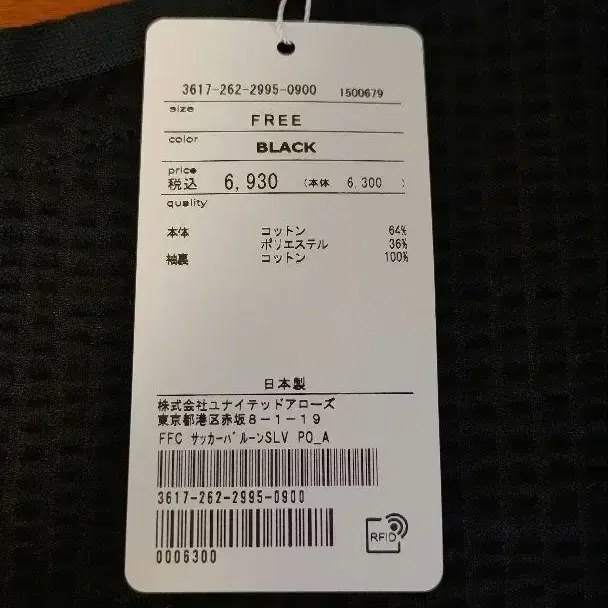 3617-262-2995-0900 1500679
size
FREE
color
BLACK
price
税込 6,930 (本体 6,300 )
quality
本体 コットン 64%
ポリエステル 36%
袖裏 コットン 100%
日本製
株式会社ユナイテッドアローズ
東京都港区赤坂8-1-19
FFC サッカーバルーンSLV PO_A
3617-262-2995-0900
0006300
RFID